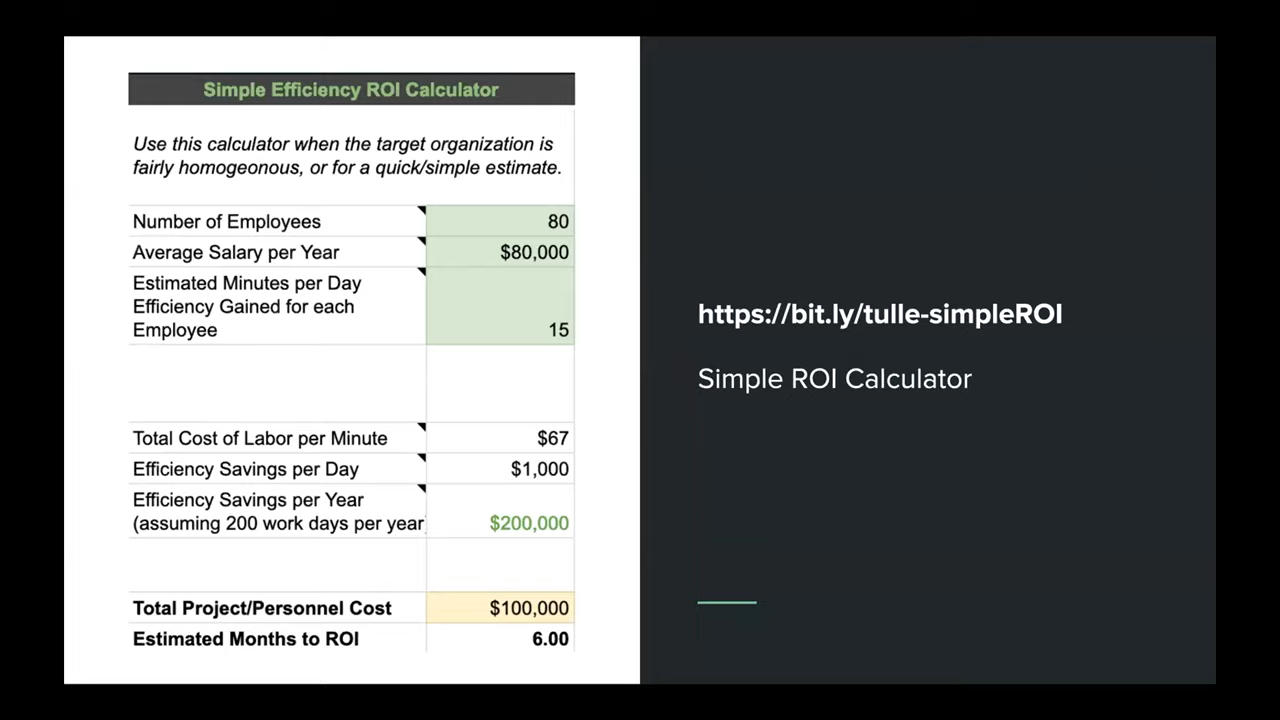 Simple Efficiency ROI Calculator
Use this calculator when the target organization is
fairly homogeonous, or for a quick/simple estimate.
Number of Employees 80
Average Salary per Year $80,000
Estimated Minutes per Day
Efficiency Gained for each
Employee 15
Total Cost of Labor per Minute $67
Efficiency Savings per Day $1,000
Efficiency Savings per Year
(assuming 200 work days per year) $200,000
Total Project/Personnel Cost $100,000
Estimated Months to ROI 6.00
https://bit.ly/tulle-simpleROI
Simple ROI Calculator